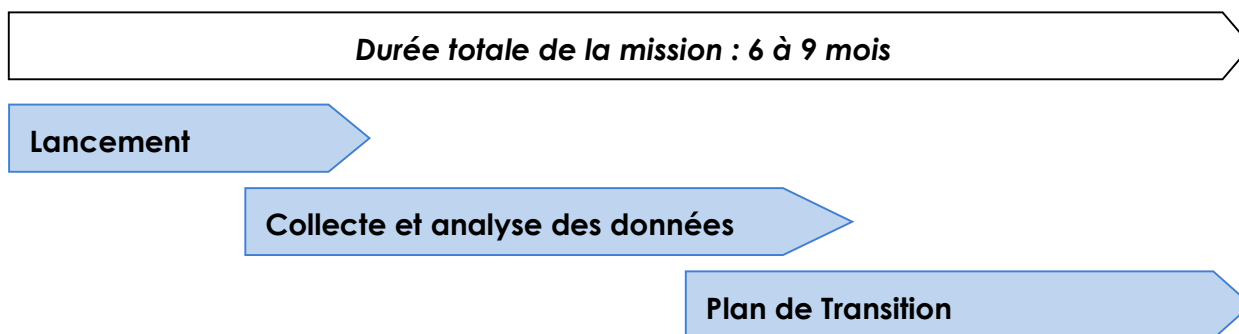 Durée totale de la mission : 6 à 9 mois
Lancement
Collecte et analyse des données
Plan de Transition